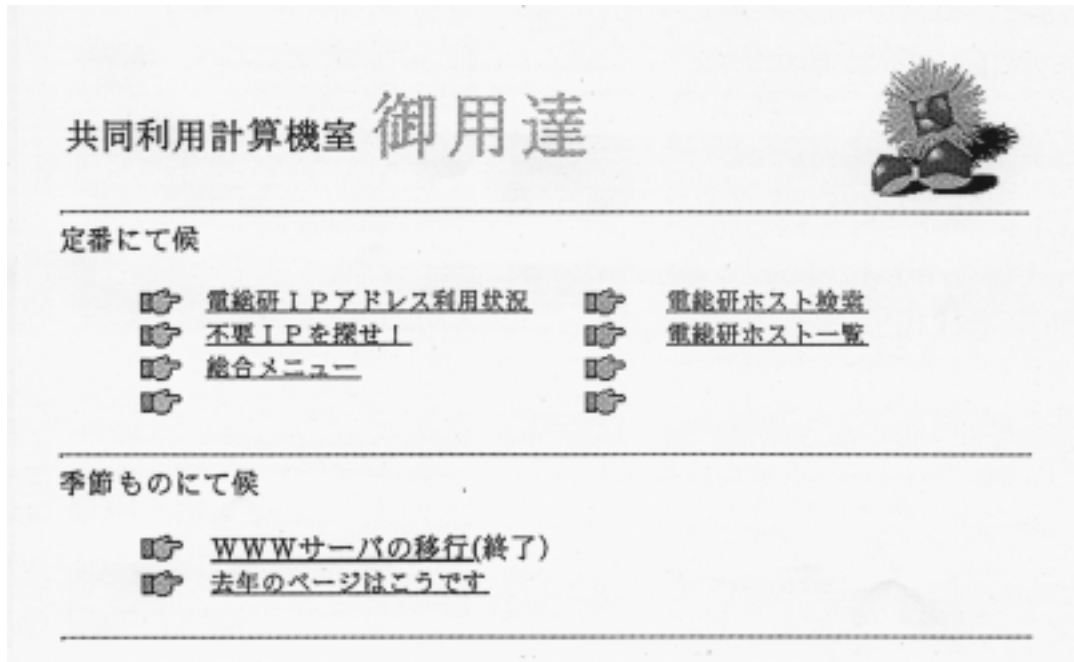 共同利用計算機室 御用達
定番にて候
電総研IPアドレス利用状況 電総研ホスト検索
不要IPを探せ! 電総研ホスト一覧
総合メニュー
季節ものにて候
WWWサーバの移行(終了)
去年のページはこうです